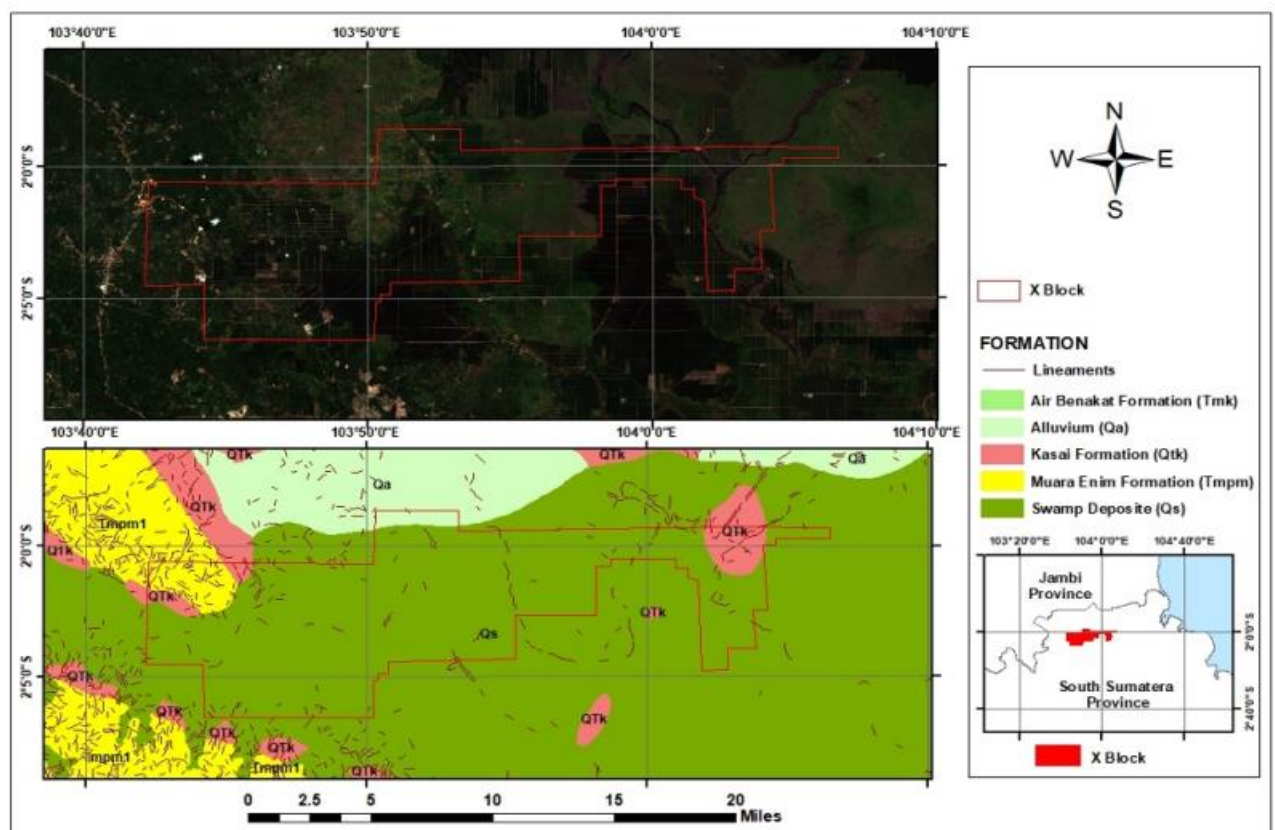 103°40'0"E 103°50'0"E 104°0'0"E 104°10'0"E
2°0'0"S
2°5'0"S
103°40'0"E 103°50'0"E 104°0'0"E 104°10'0"E
QTk
QTk
Qa
Qa
QTk
Tmpm1
QTk
2°0'0"S
QTk
QTk
QTk
Qs
2°5'0"S
QTk
QTk
QTk
QTk
QTk
Tmpm1
Tmpm1
QTk
0 2.5 5 10 15 20
Miles
N
W E
S
X Block
FORMATION
Lineaments
Air Benakat Formation (Tmk)
Alluvium (Qa)
Kasai Formation (Qtk)
Muara Enim Formation (Tmpm)
Swamp Deposite (Qs)
103°20'0"E 104°0'0"E 104°40'0"E
Jambi
Province
2°0'0"S
South Sumatera
Province
2°40'0"S
X Block